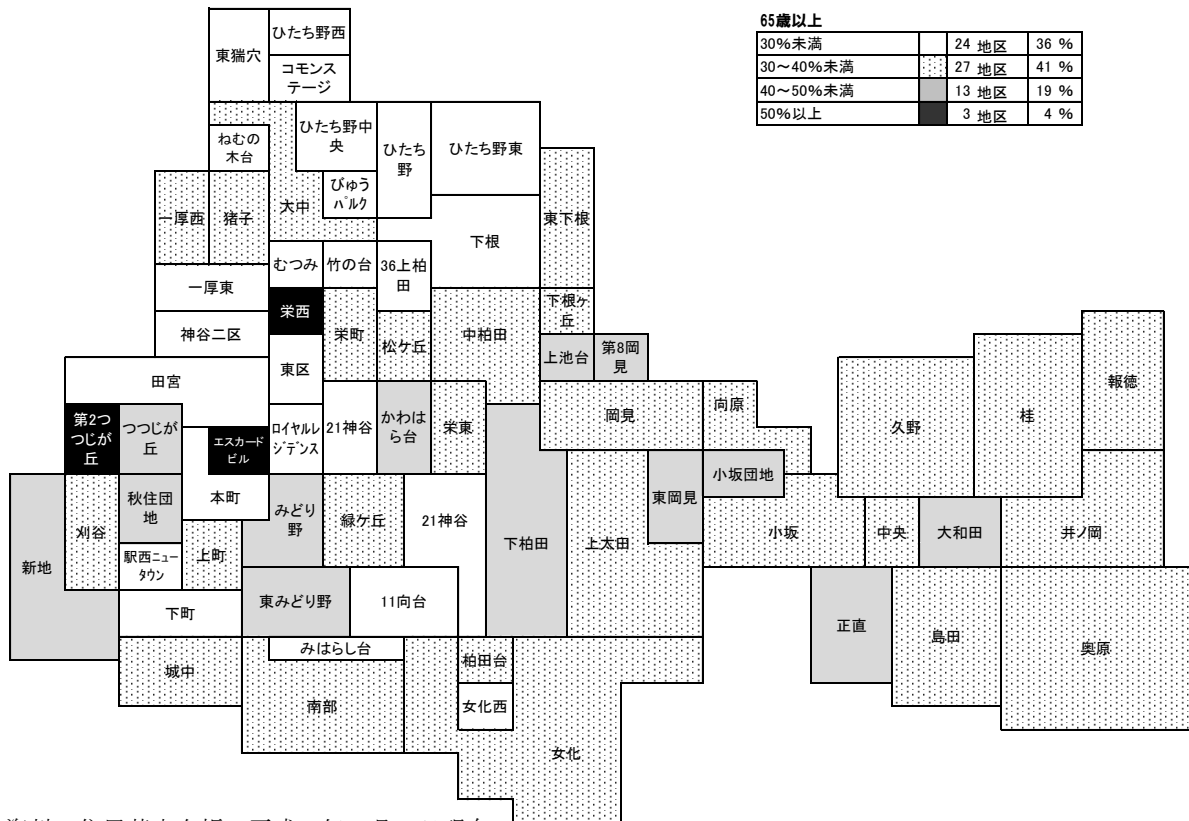 65歳以上
30%未満 24 地区 36 %
30～40%未満 27 地区 41 %
40～50%未満 13 地区 19 %
50%以上 3 地区 4 %
東猯穴
ひたち野西
コモンス
テージ
ひたち野中
央
ひたち
野
ひたち野東
ねむの
木台
びゅう
パルク
一厚西
猪子
大中
東下根
下根
むつみ
竹の台
36上柏
田
一厚東
栄西
栄町
中柏田
下根ヶ
丘
神谷二区
松ケ丘
上池台
第8岡
見
東区
田宮
岡見
向原
久野
桂
報徳
第2つ
つじが
丘
つつじが
丘
エスカード
ビル
ロイヤルレ
ジデンス
21神谷
かわは
ら台
栄東
小坂団地
秋住団
地
本町
みどり
野
緑ケ丘
21神谷
下柏田
上太田
東岡見
小坂
中央
大和田
井ノ岡
新地
刈谷
駅西ニュー
タウン
上町
下町
東みどり野
11向台
正直
島田
奥原
城中
みはらし台
柏田台
南部
女化西
女化